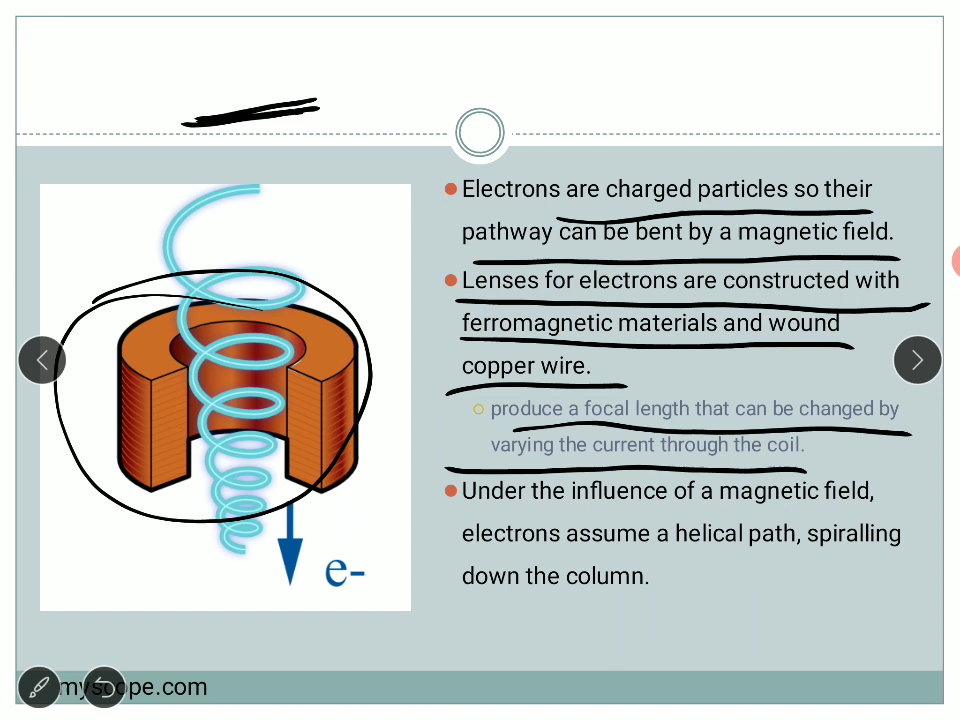 Electrons are charged particles so their
pathway can be bent by a magnetic field.
Lenses for electrons are constructed with
ferromagnetic materials and wound
copper wire.
produce a focal length that can be changed by
varying the current through the coil.
Under the influence of a magnetic field,
electrons assume a helical path, spiralling
down the column.
e-
myscope.com